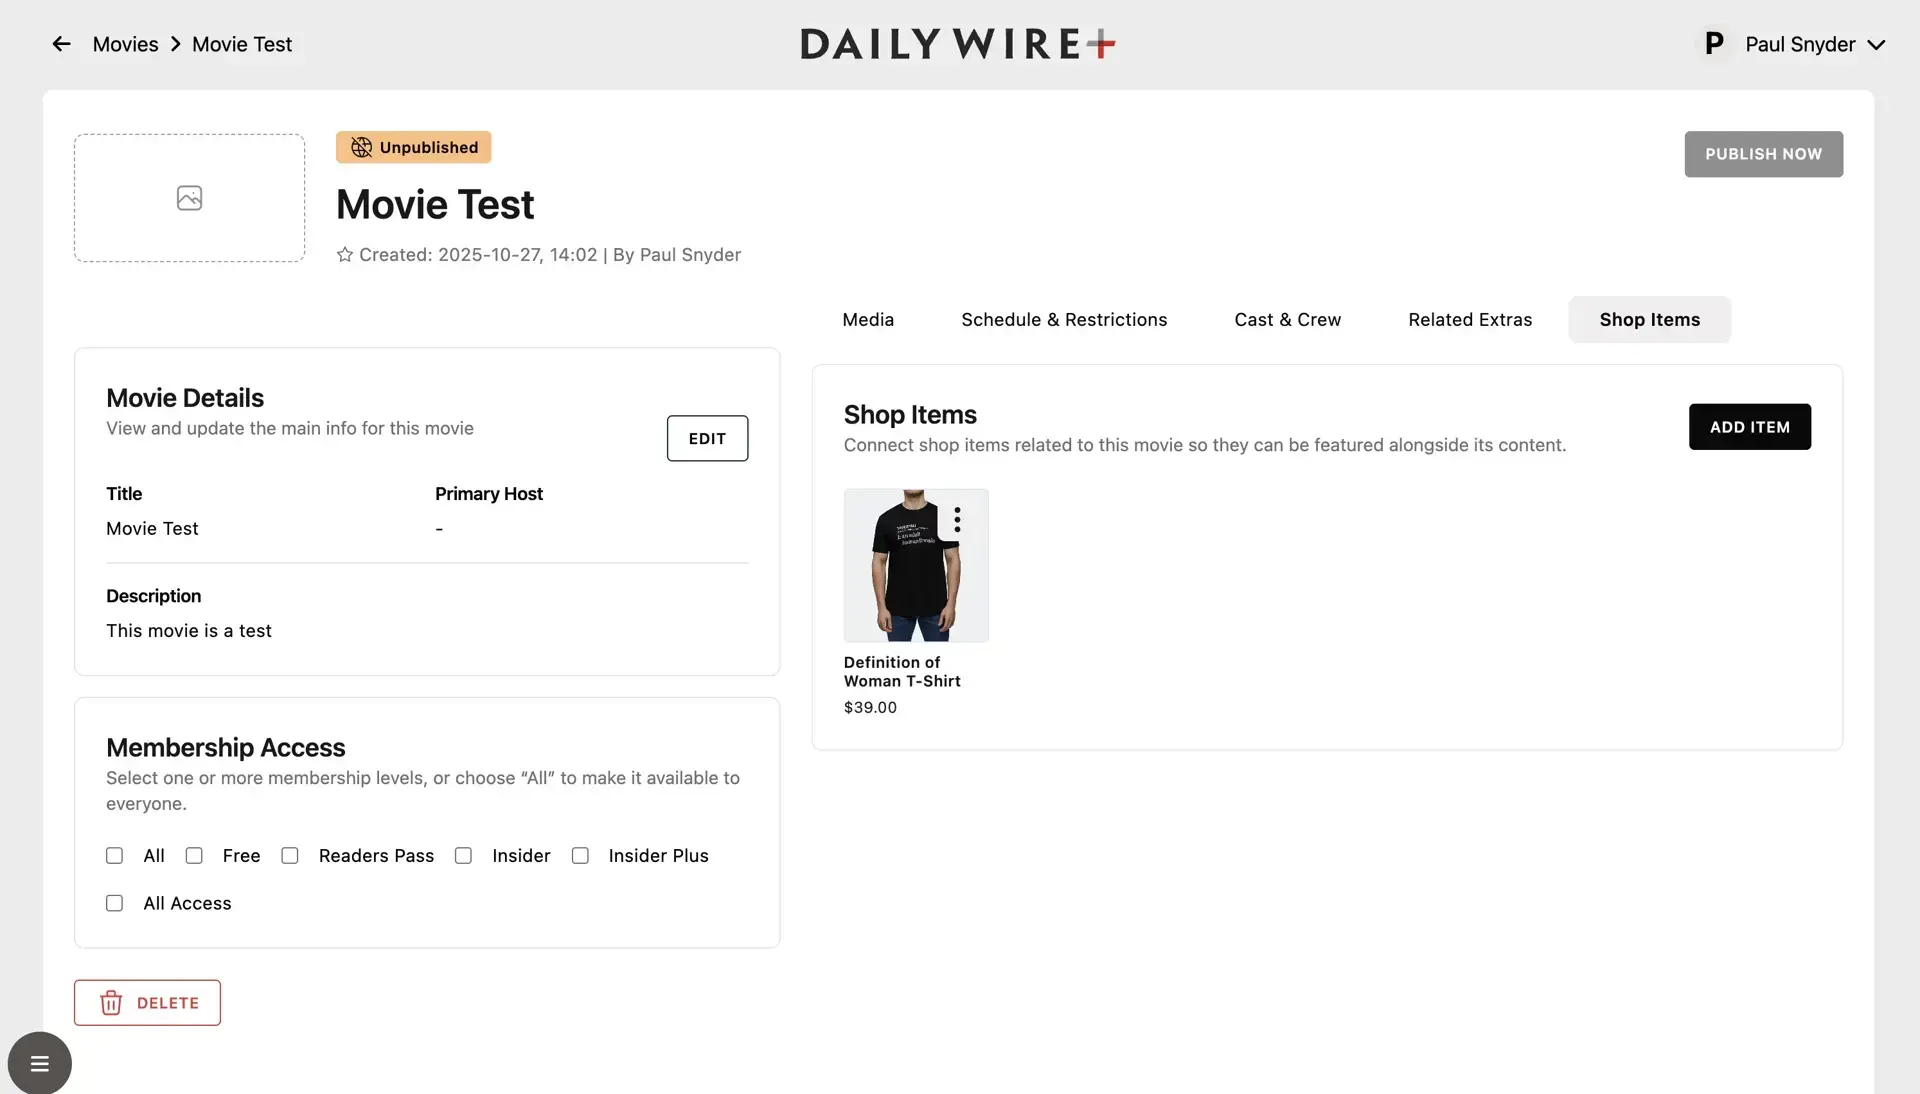 Movies > Movie Test
DAILY WIRE+
P Paul Snyder
Unpublished
PUBLISH NOW
Movie Test
Created: 2025-10-27, 14:02 | By Paul Snyder
Media
Schedule & Restrictions
Cast & Crew
Related Extras
Shop Items
Movie Details
View and update the main info for this movie
EDIT
Title
Primary Host
Movie Test
-
Description
This movie is a test
Membership Access
Select one or more membership levels, or choose “All” to make it available to
everyone.
All
Free
Readers Pass
Insider
Insider Plus
All Access
DELETE
Shop Items
Connect shop items related to this movie so they can be featured alongside its content.
ADD ITEM
Definition of
Woman T-Shirt
$39.00